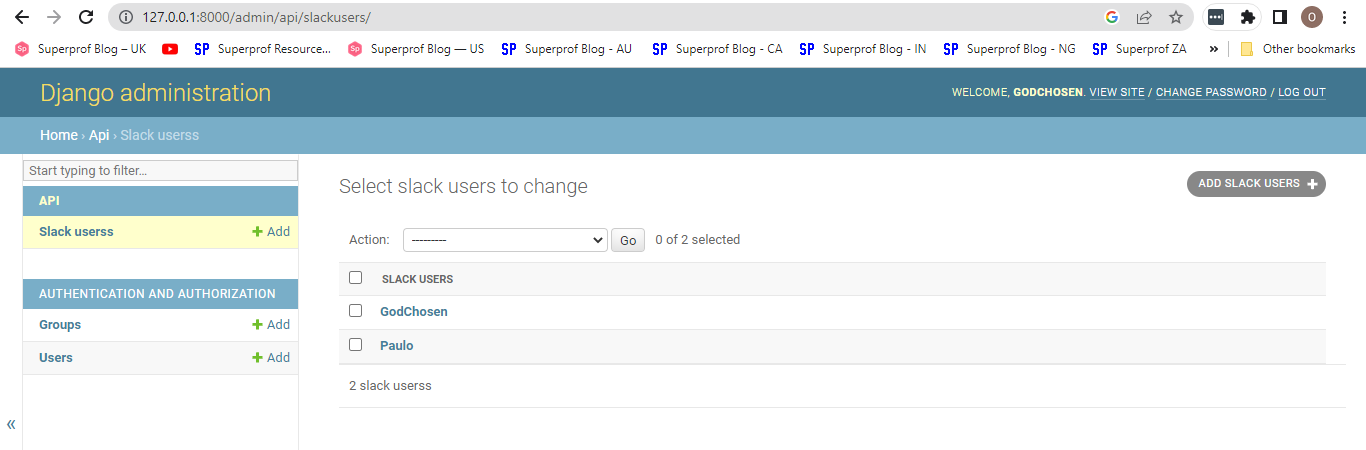 127.0.0.1:8000/admin/api/slackusers/
G
O
Sp Superprof Blog – UK SP Superprof Resource... Sp Superprof Blog — US SP Superprof Blog - AU SP Superprof Blog - CA SP Superprof Blog - IN SP Superprof Blog - NG SP Superprof ZA » Other bookmarks
Django administration
WELCOME, GODCHOSEN. VIEW SITE / CHANGE PASSWORD / LOG OUT
Home › Api › Slack userss
Start typing to filter...
API
Slack userss + Add
AUTHENTICATION AND AUTHORIZATION
Groups + Add
Users + Add
«
Select slack users to change
ADD SLACK USERS +
Action: --------- Go 0 of 2 selected
SLACK USERS
GodChosen
Paulo
2 slack userss